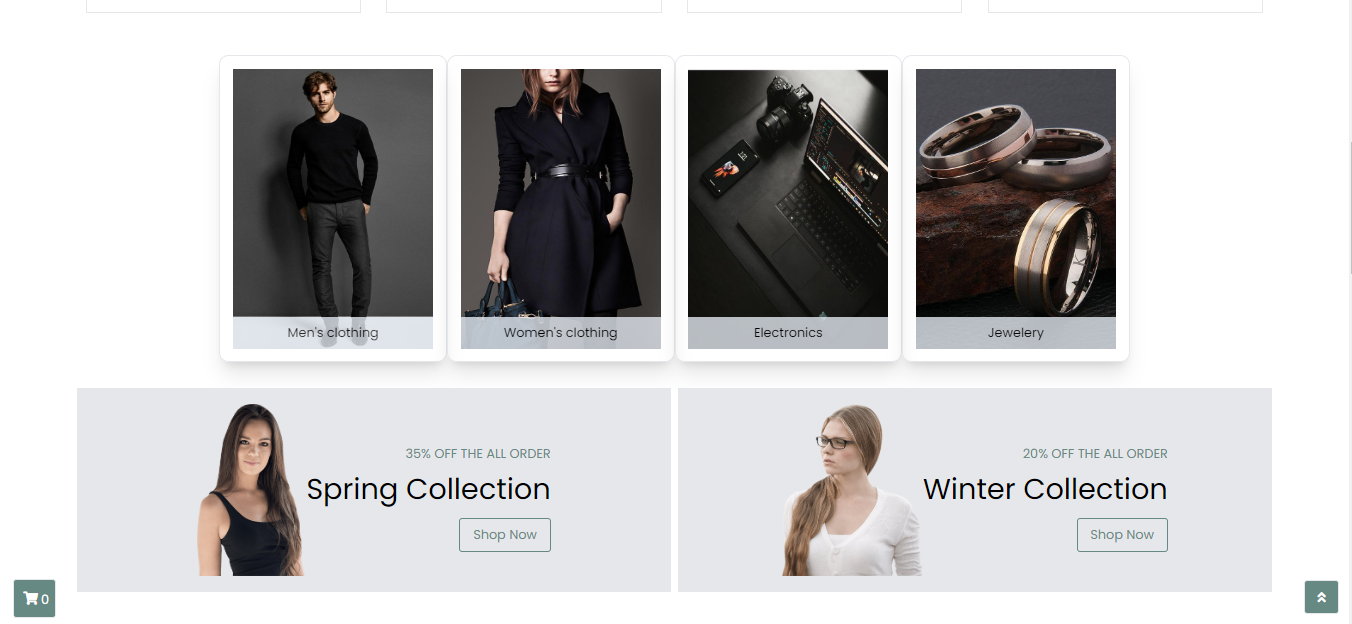 Men's clothing
Women's clothing
Electronics
Jewelery
35% OFF THE ALL ORDER
Spring Collection
Shop Now
20% OFF THE ALL ORDER
Winter Collection
Shop Now
0